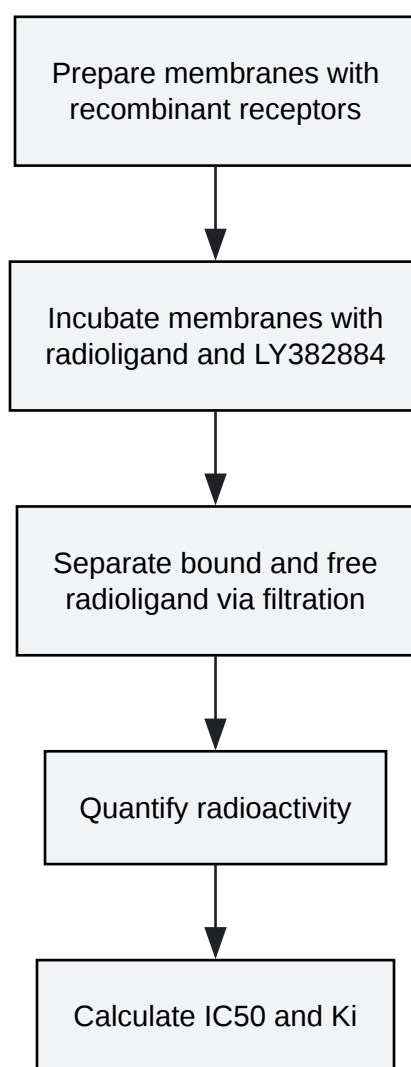 Prepare membranes with
recombinant receptors
Incubate membranes with
radioligand and LY382884
Separate bound and free
radioligand via filtration
Quantify radioactivity
Calculate IC50 and Ki